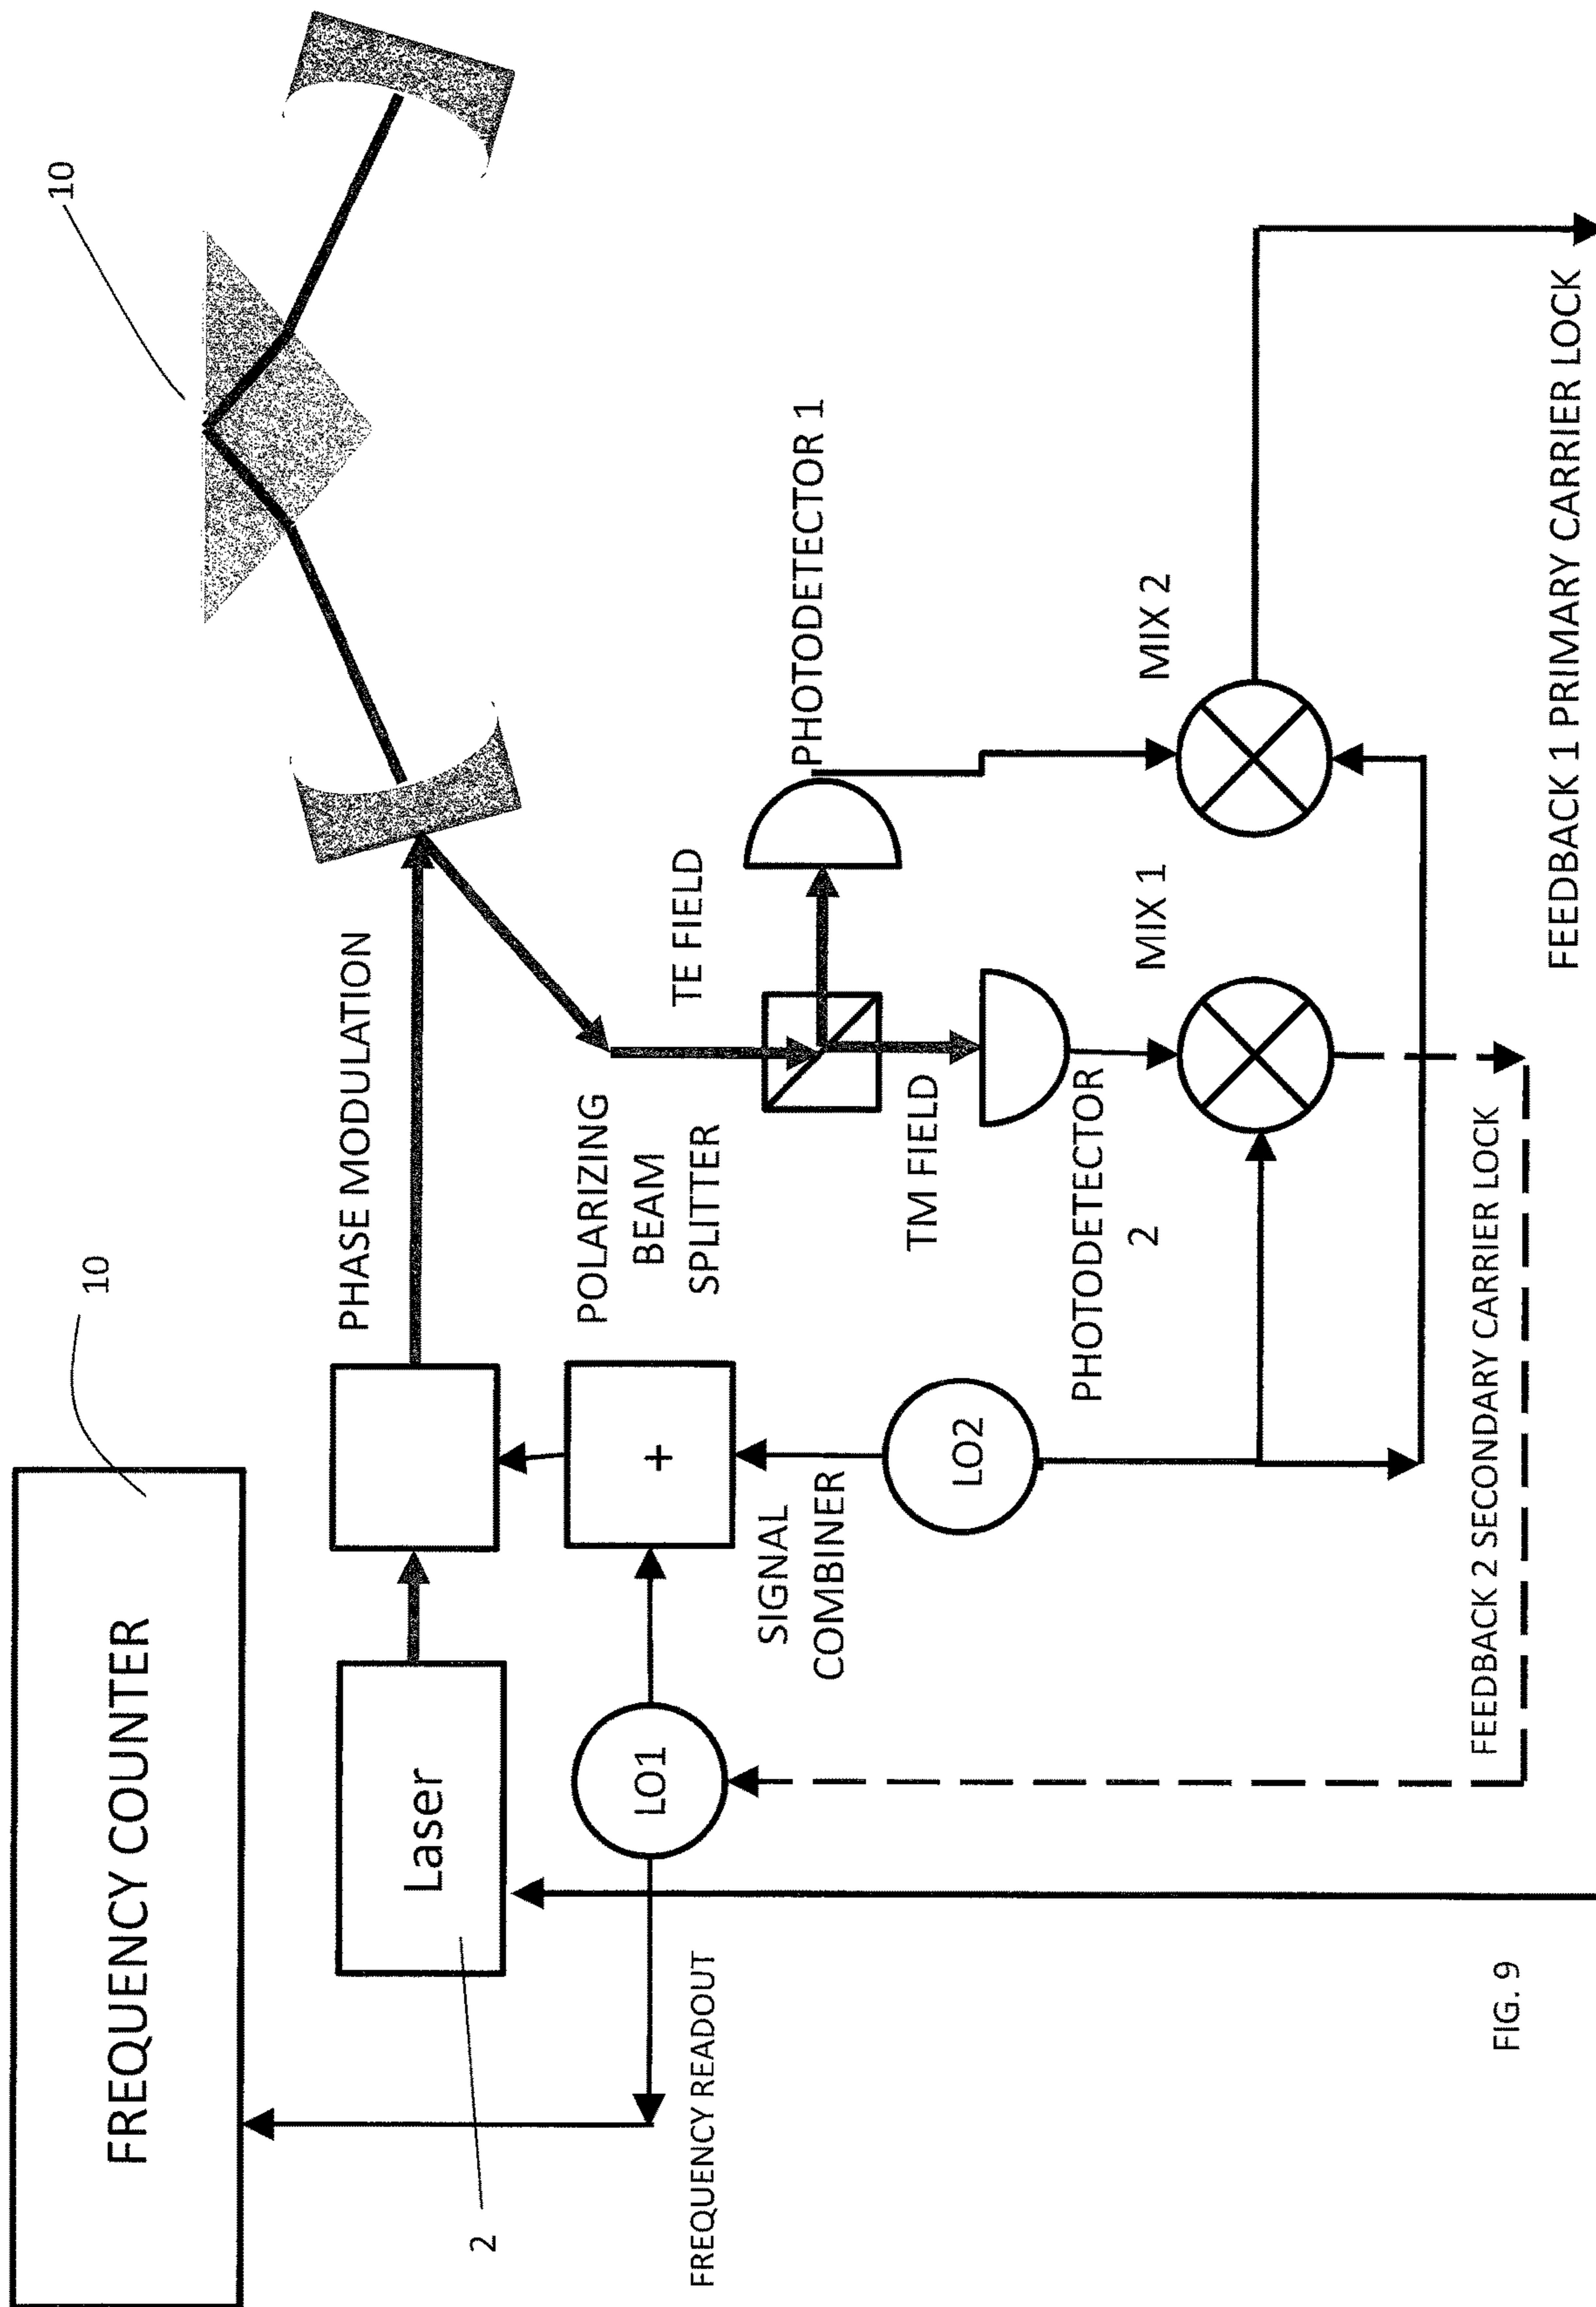 FREQUENCY COUNTER
10
10
Laser
2
PHASE MODULATION
LO1
+
SIGNAL
COMBINER
LO2
FREQUENCY READOUT
POLARIZING
BEAM
SPLITTER
TE FIELD
TM FIELD
PHOTODETECTOR 1
PHOTODETECTOR
2
MIX 1
MIX 2
FEEDBACK 2 SECONDARY CARRIER LOCK
FEEDBACK 1 PRIMARY CARRIER LOCK
FIG. 9